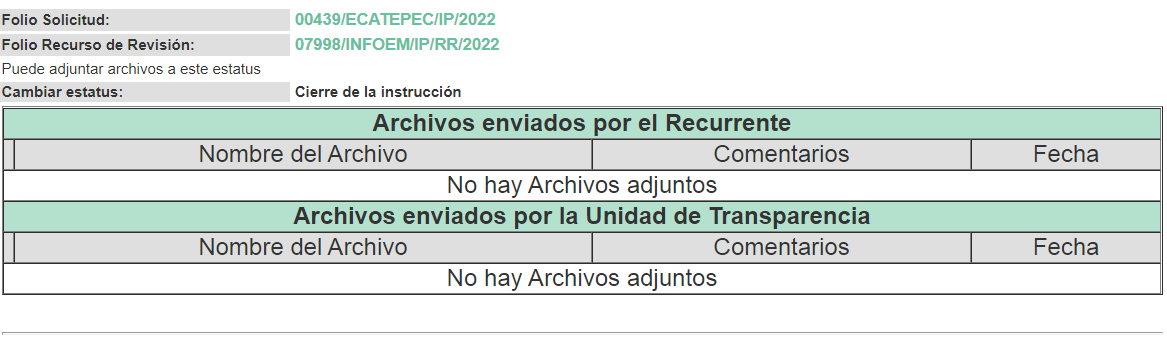 Folio Solicitud: 00439/ECATEPEC/IP/2022
Folio Recurso de Revisión: 07998/INFOEM/IP/RR/2022
Puede adjuntar archivos a este estatus
Cambiar estatus: Cierre de la instrucción
Archivos enviados por el Recurrente
Nombre del Archivo Comentarios Fecha
No hay Archivos adjuntos
Archivos enviados por la Unidad de Transparencia
Nombre del Archivo Comentarios Fecha
No hay Archivos adjuntos